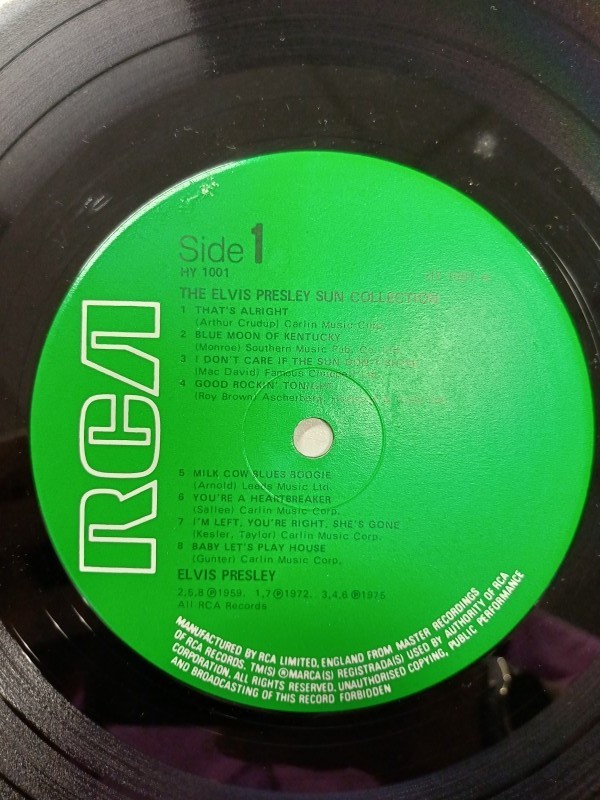 RCA
Side 1
HY 1001
THE ELVIS PRESLEY SUN COLLECTION
1 THAT'S ALRIGHT
(Arthur Crudup) Carlin Music Corp.
2 BLUE MOON OF KENTUCKY
(Monroe) Southern Music Pub.
3 I DON'T CARE IF THE SUN DON'T SHINE
(Mac David) Famous
4 GOOD ROCKIN' TONIGHT
(Roy Brown)
5 MILK COW BLUES BOOGIE
(Arnold) Leeds Music Ltd.
6 YOU'RE A HEARTBREAKER
(Sallee) Carlin Music Corp.
7 I'M LEFT, YOU'RE RIGHT, SHE'S GONE
(Kesler, Taylor) Carlin Music Corp.
8 BABY LET'S PLAY HOUSE
(Gunter) Carlin Music Corp.
ELVIS PRESLEY
2,5,8 ℗1959. 1,7 ℗1972. 3,4,6 ℗1975
All RCA Records
MANUFACTURED BY RCA LIMITED, ENGLAND FROM MASTER RECORDINGS
OF RCA RECORDS. TM(S) ® MARCA(S) REGISTRADA(S) USED BY AUTHORITY OF RCA
CORPORATION. ALL RIGHTS RESERVED. UNAUTHORISED COPYING, PUBLIC PERFORMANCE
AND BROADCASTING OF THIS RECORD FORBIDDEN